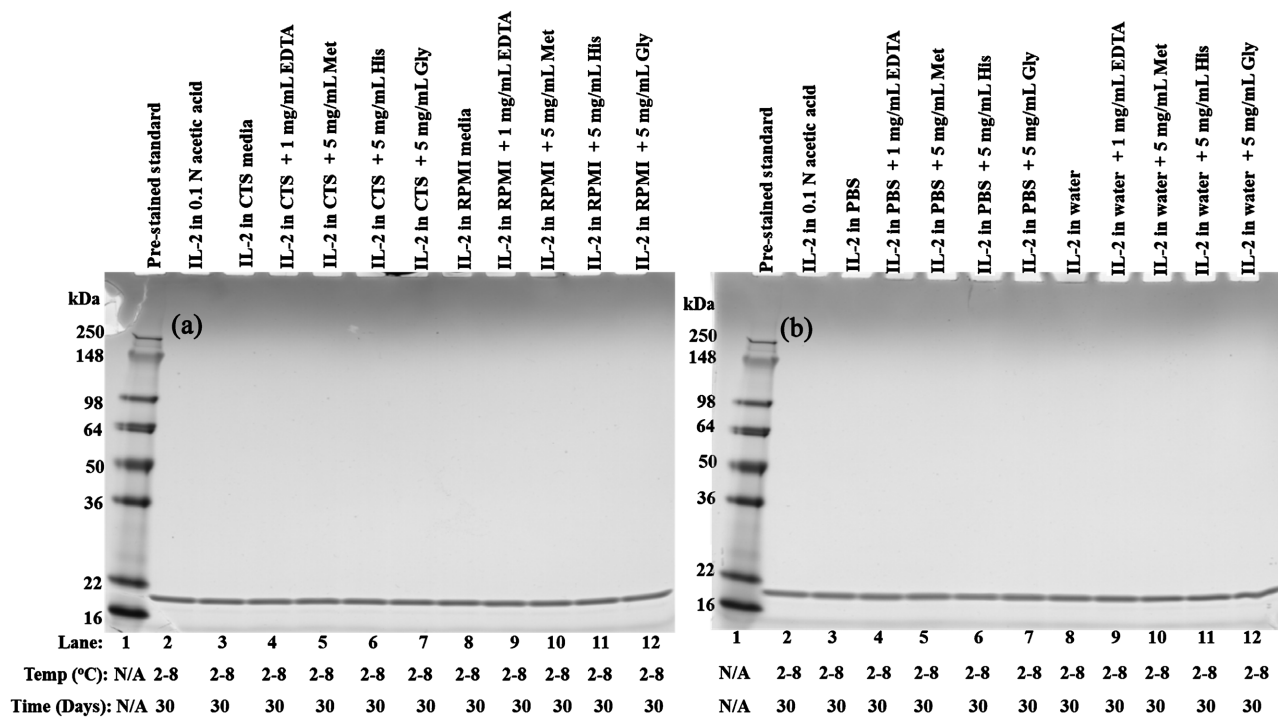 Pre-stained standard
IL-2 in 0.1 N acetic acid
IL-2 in CTS media
IL-2 in CTS + 1 mg/mL EDTA
IL-2 in CTS + 5 mg/mL Met
IL-2 in CTS + 5 mg/mL His
IL-2 in CTS + 5 mg/mL Gly
IL-2 in RPMI media
IL-2 in RPMI + 1 mg/mL EDTA
IL-2 in RPMI + 5 mg/mL Met
IL-2 in RPMI + 5 mg/mL His
IL-2 in RPMI + 5 mg/mL Gly
kDa
(a)
250
148
98
64
50
36
22
16
Lane: 1 2 3 4 5 6 7 8 9 10 11 12
Temp (ºC): N/A 2-8 2-8 2-8 2-8 2-8 2-8 2-8 2-8 2-8 2-8 2-8
Time (Days): N/A 30 30 30 30 30 30 30 30 30 30 30
Pre-stained standard
IL-2 in 0.1 N acetic acid
IL-2 in PBS
IL-2 in PBS + 1 mg/mL EDTA
IL-2 in PBS + 5 mg/mL Met
IL-2 in PBS + 5 mg/mL His
IL-2 in PBS + 5 mg/mL Gly
IL-2 in water
IL-2 in water + 1 mg/mL EDTA
IL-2 in water + 5 mg/mL Met
IL-2 in water + 5 mg/mL His
IL-2 in water + 5 mg/mL Gly
kDa
(b)
250
148
98
64
50
36
22
16
1 2 3 4 5 6 7 8 9 10 11 12
N/A 2-8 2-8 2-8 2-8 2-8 2-8 2-8 2-8 2-8 2-8 2-8
N/A 30 30 30 30 30 30 30 30 30 30 30